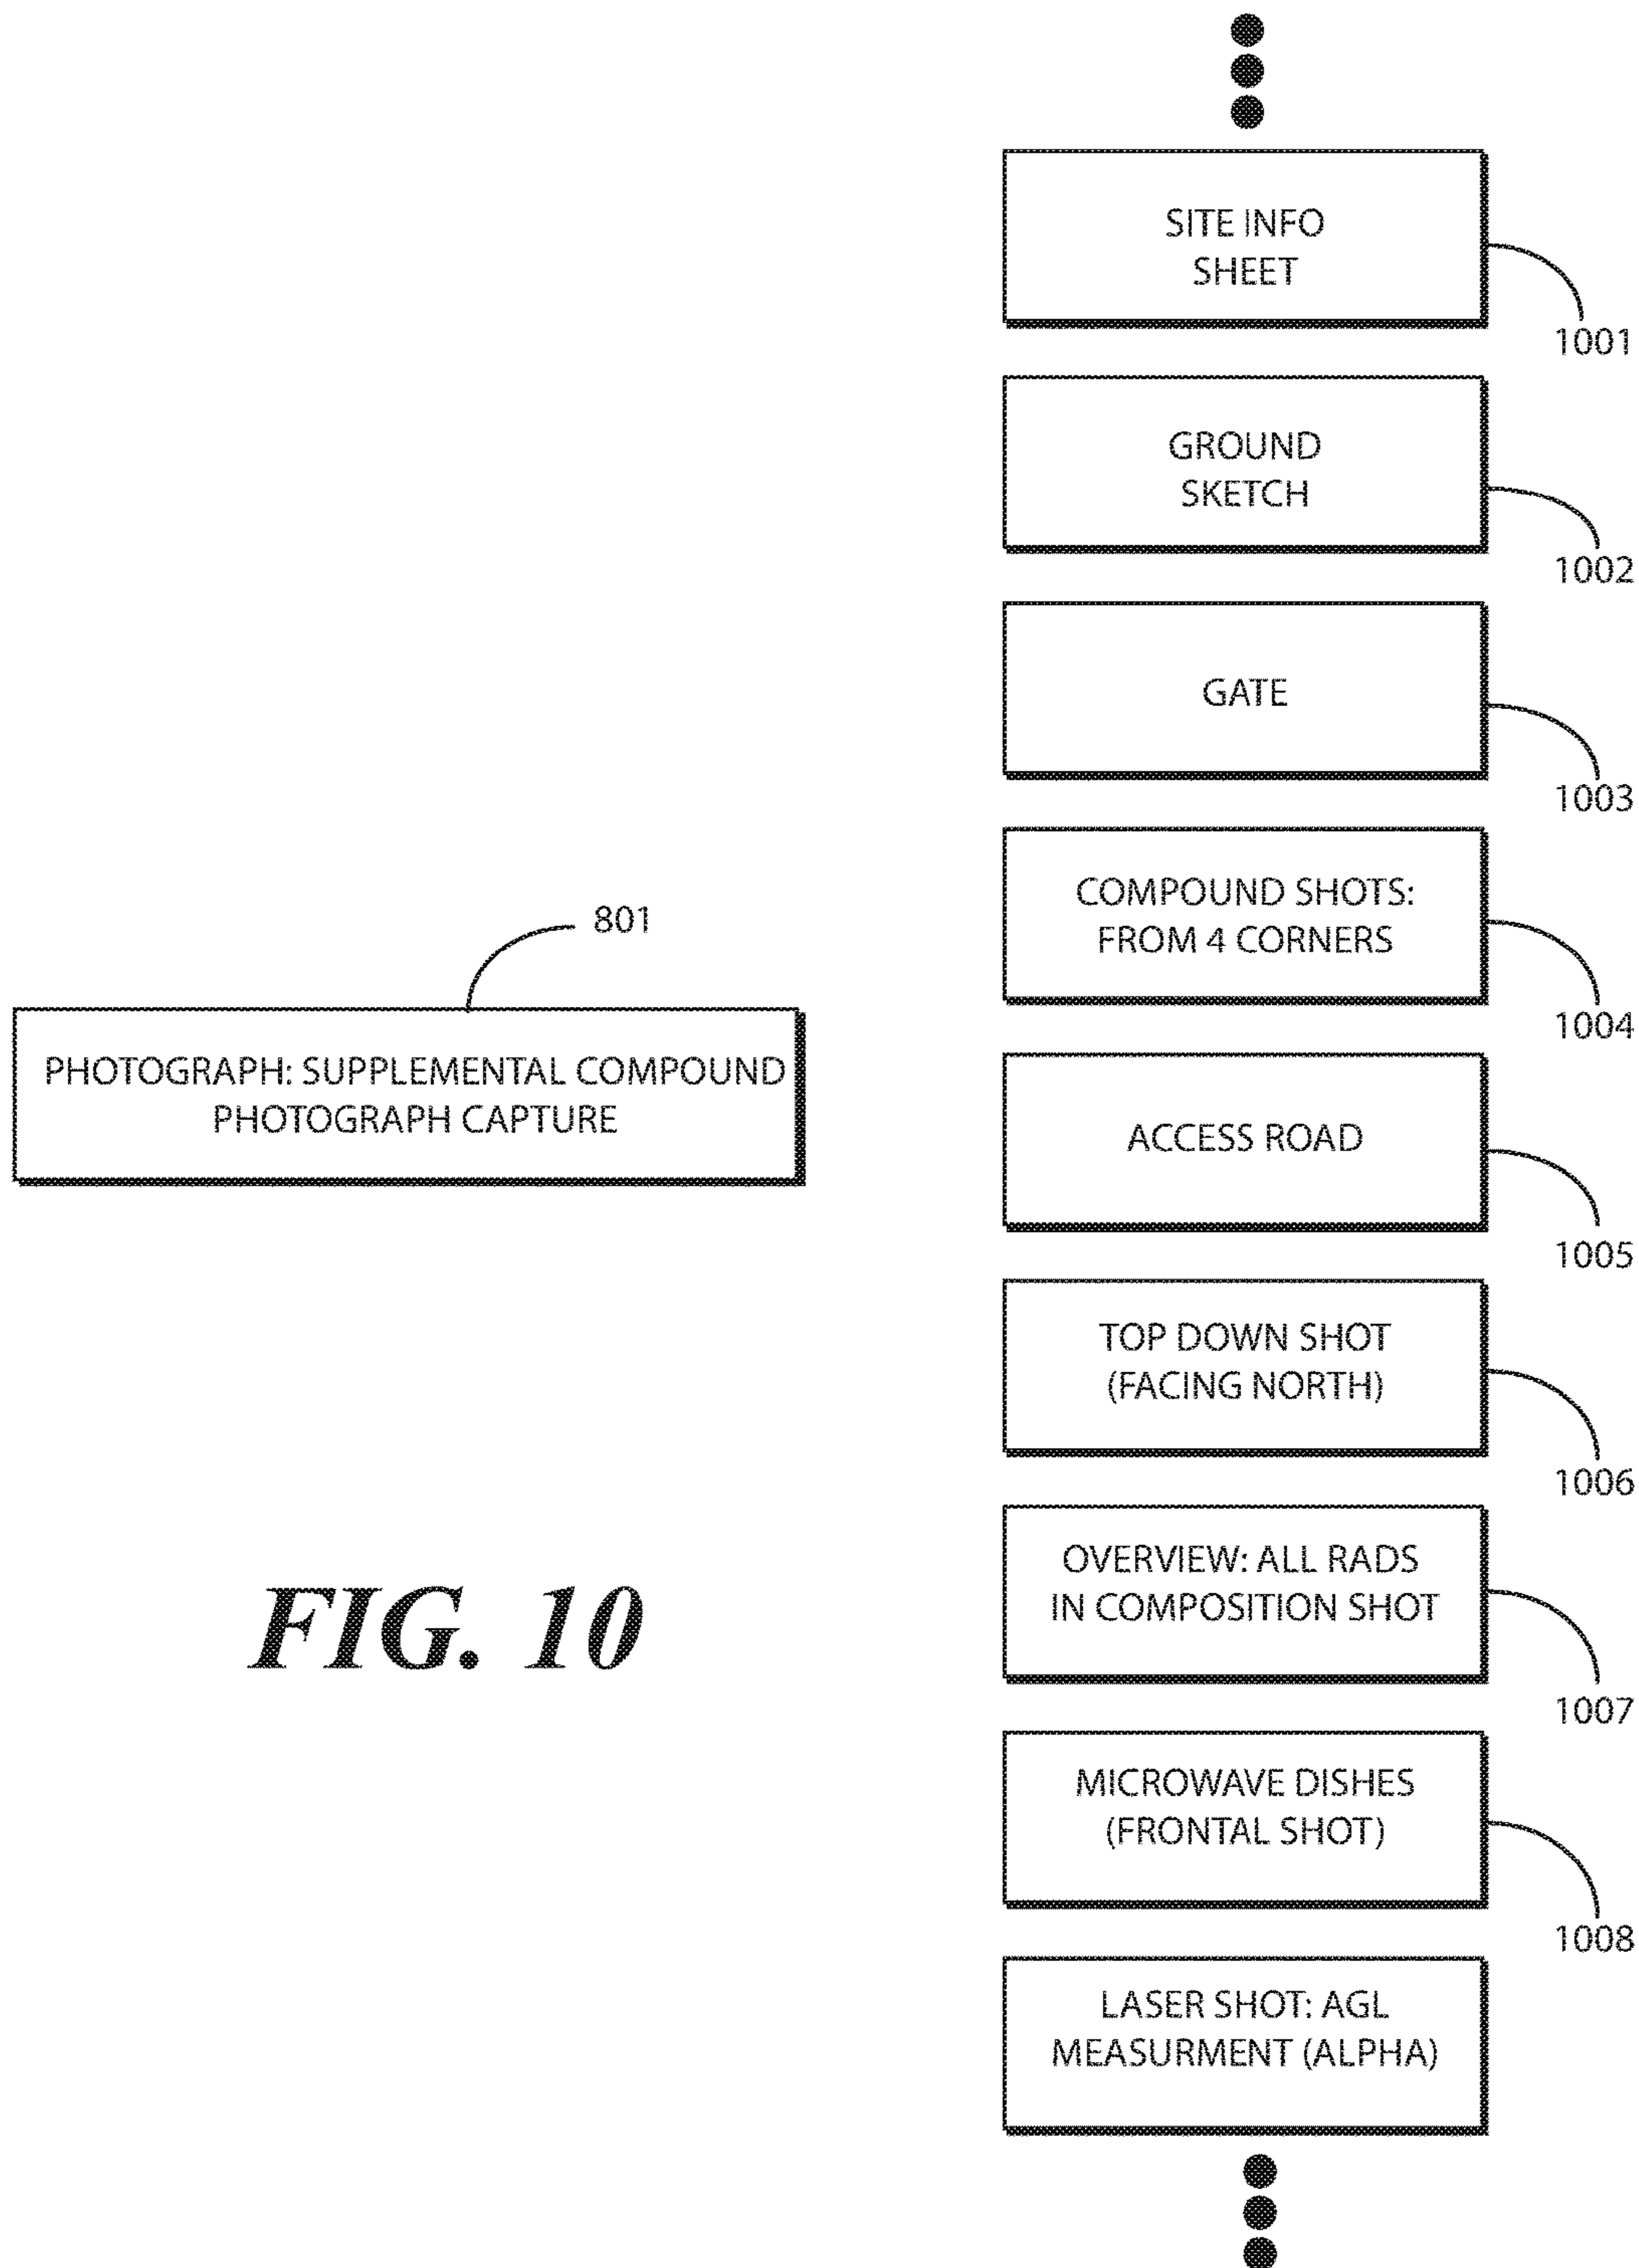 SITE INFO
SHEET
1001
GROUND
SKETCH
1002
GATE
1003
COMPOUND SHOTS:
FROM 4 CORNERS
1004
801
PHOTOGRAPH: SUPPLEMENTAL COMPOUND
PHOTOGRAPH CAPTURE
ACCESS ROAD
1005
TOP DOWN SHOT
(FACING NORTH)
1006
OVERVIEW: ALL RADS
IN COMPOSITION SHOT
1007
FIG. 10
MICROWAVE DISHES
(FRONTAL SHOT)
1008
LASER SHOT: AGL
MEASURMENT (ALPHA)